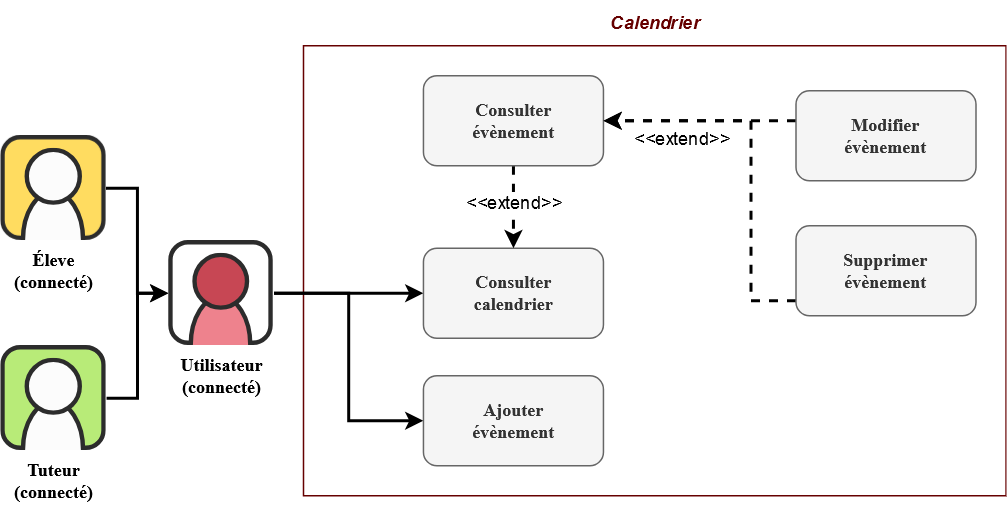 Calendrier
Consulter
évènement
<<extend>>
Modifier
évènement
<<extend>>
Éleve
(connecté)
Consulter
calendrier
Supprimer
évènement
Utilisateur
(connecté)
Ajouter
évènement
Tuteur
(connecté)